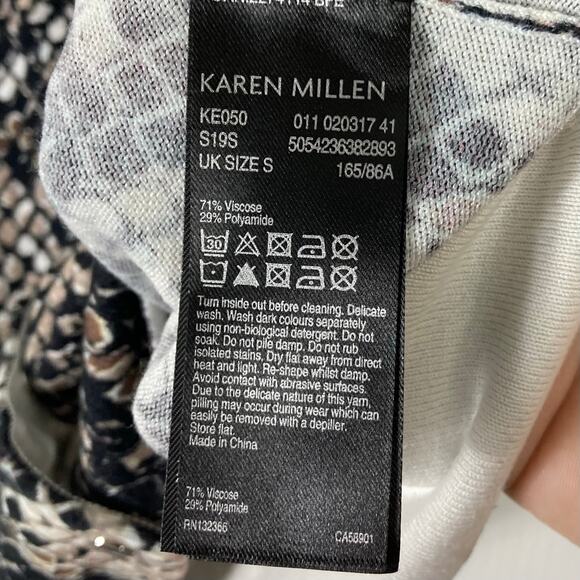 KAREN MILLEN
KE050 011 020317 41
S19S 5054236382893
UK SIZE S 165/86A
71% Viscose
29% Polyamide
30
Turn inside out before cleaning. Delicate
wash, Wash dark colours separately
using non-biological detergent. Do not
soak. Do not pile damp. Do not rub
isolated stains, Dry flat away from direct
heat and light. Re-shape whilst damp.
Avoid contact with abrasive surfaces.
Due to the delicate nature of this yarn,
pilling may occur during wear which can
easily be removed with a depiller.
Store flat.
Made in China
71% Viscose
29% Polyamide
RN132366 CA58901